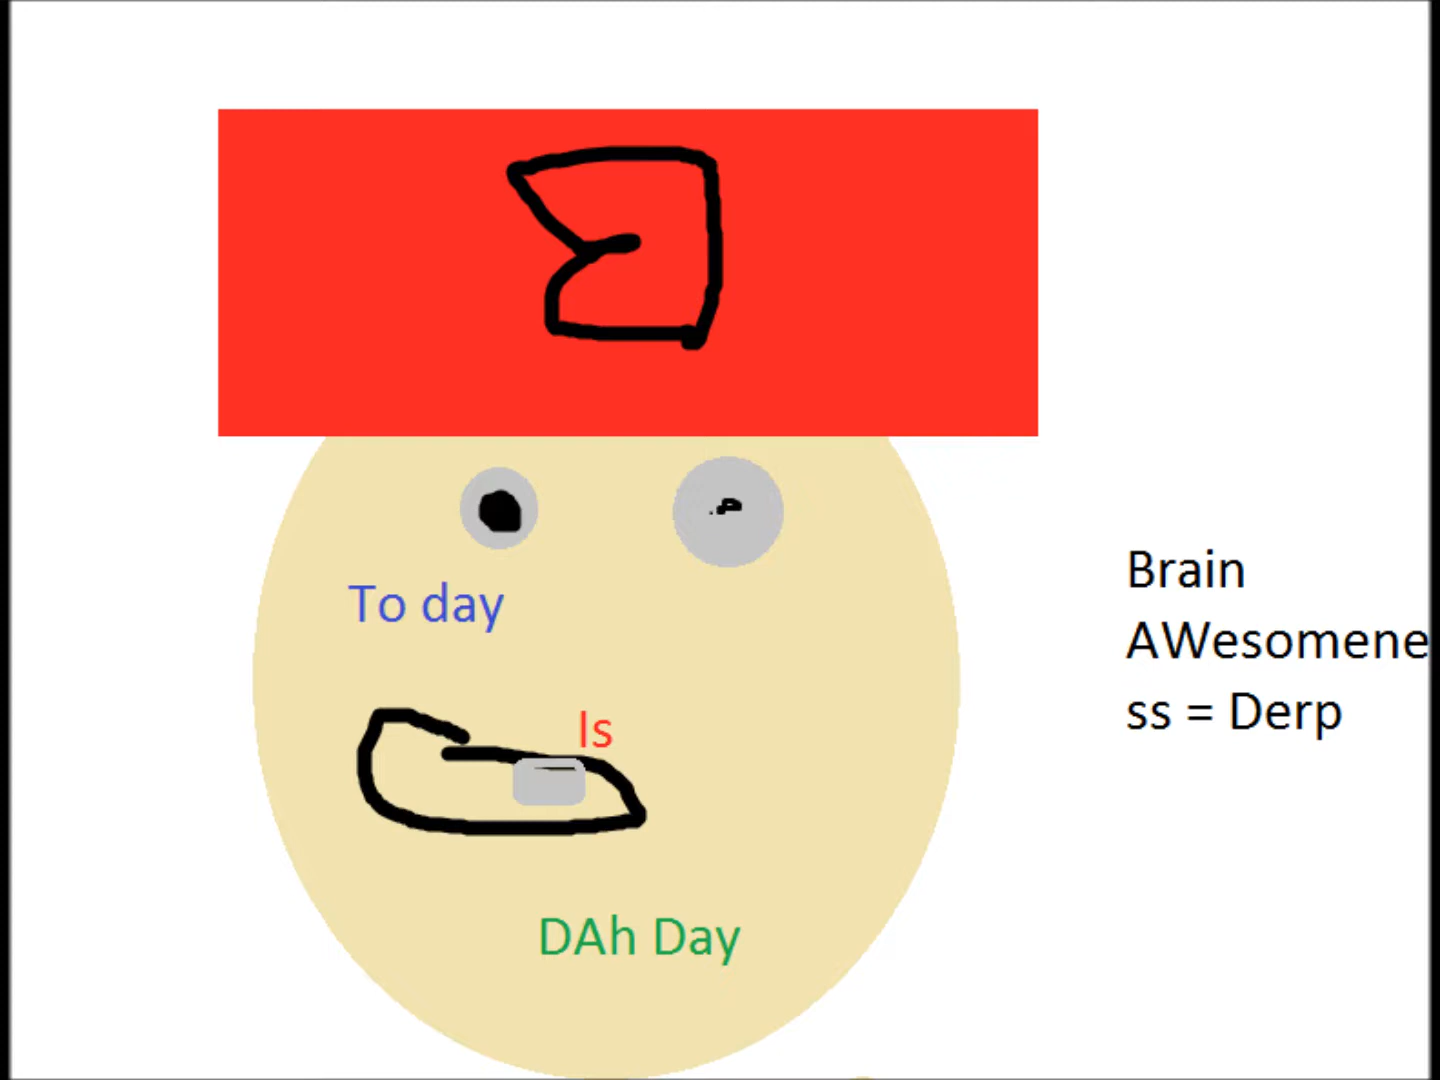 To day
Is
DAh Day
Brain
AWesomene
ss = Derp